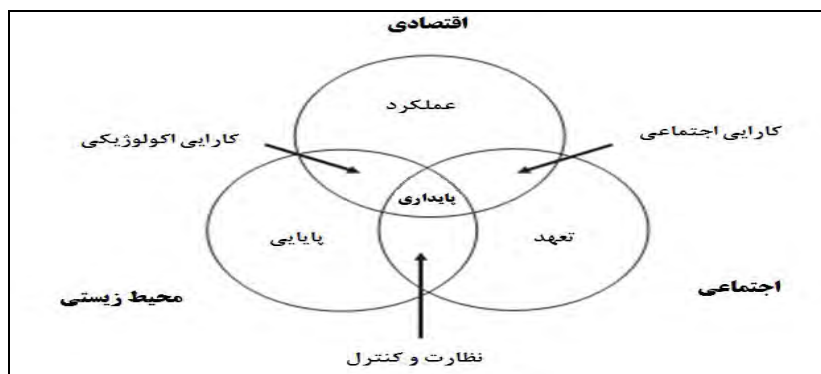 اقتصادی
عملکرد
کارایی اجتماعی
کارایی اکولوژیکی
پایداری
تعهد
پایایی
اجتماعی
محیط زیستی
نظارت و کنترل